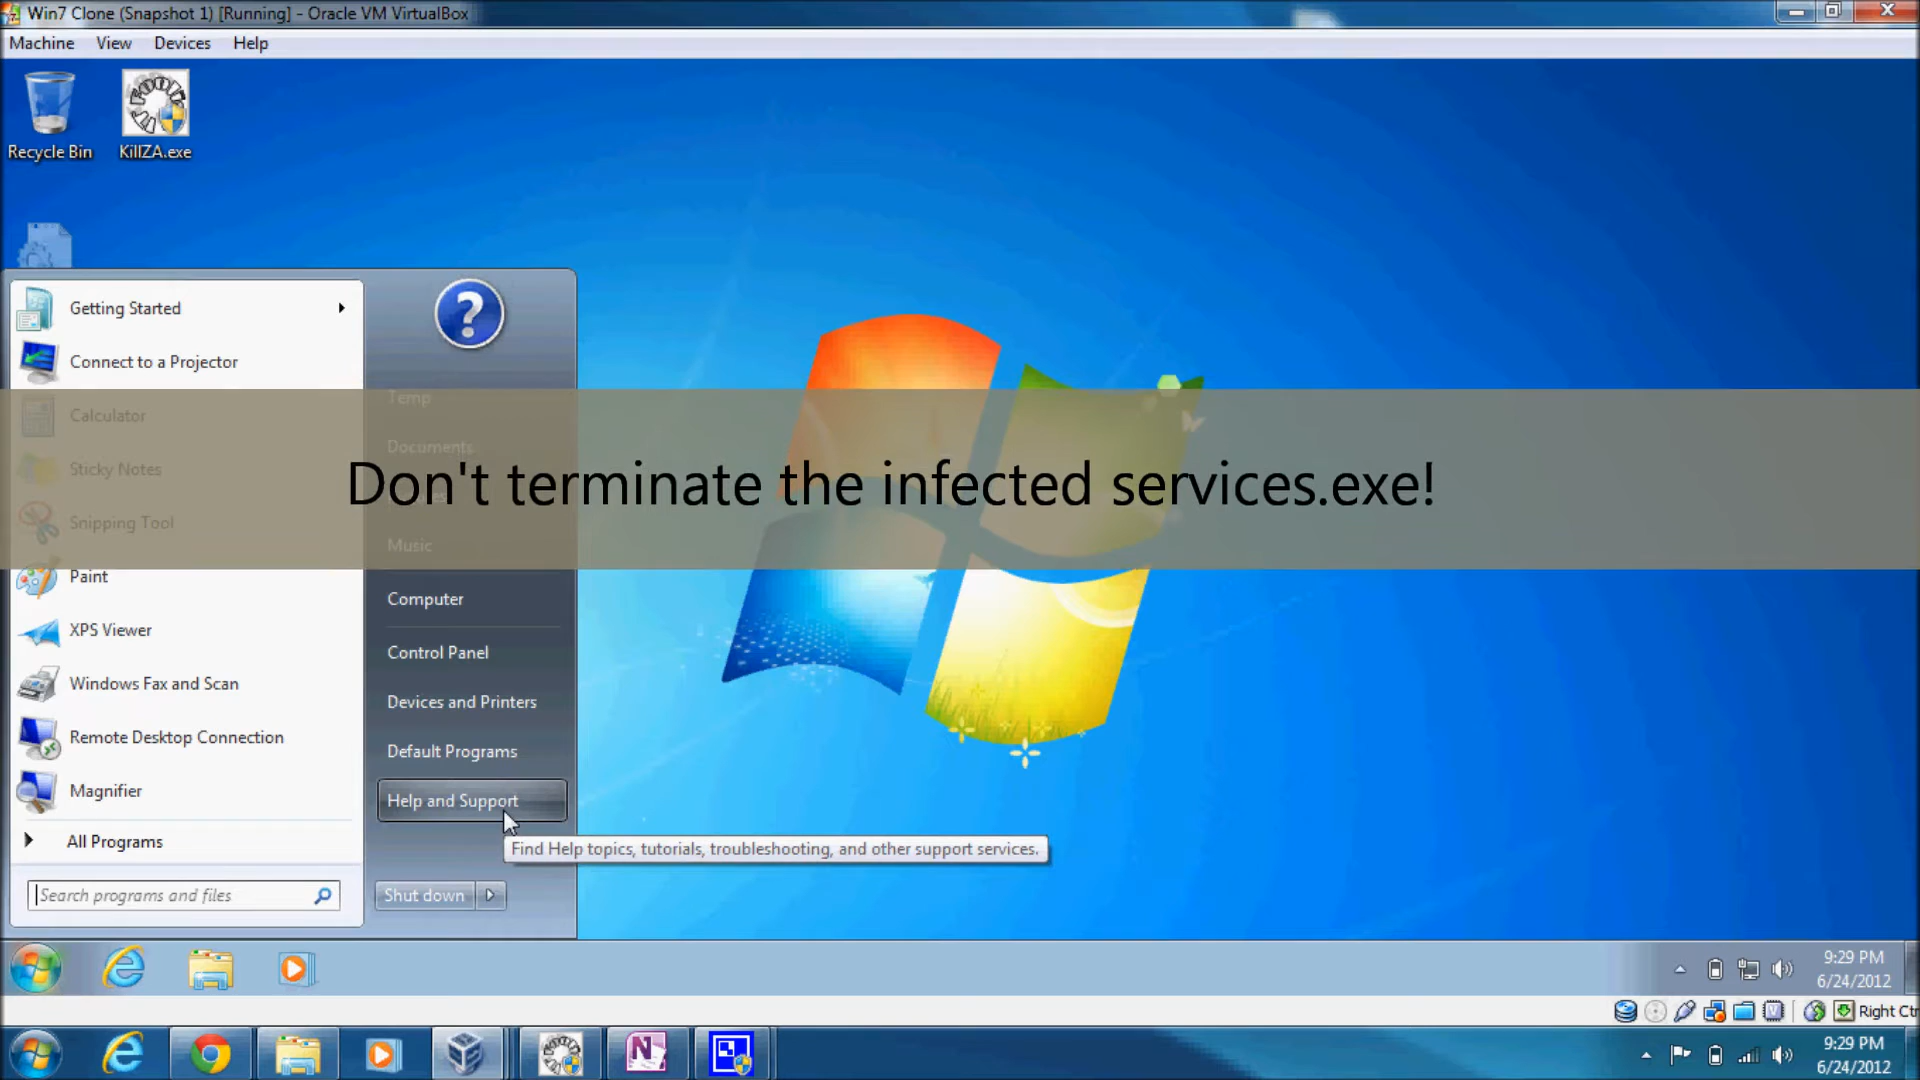 Win7 Clone (Snapshot 1) [Running] - Oracle VM VirtualBox
Machine View Devices Help
Recycle Bin
KillZA.exe
Getting Started
Connect to a Projector
Calculator
Sticky Notes
Snipping Tool
Paint
XPS Viewer
Windows Fax and Scan
Remote Desktop Connection
Magnifier
All Programs
Search programs and files
Temp
Documents
Music
Computer
Control Panel
Devices and Printers
Default Programs
Help and Support
Find Help topics, tutorials, troubleshooting, and other support services.
Shut down
Don't terminate the infected services.exe!
9:29 PM
6/24/2012
Right Ctr
9:29 PM
6/24/2012